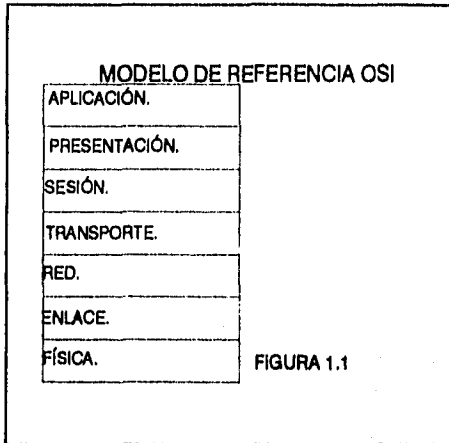 MODELO DE REFERENCIA OSI
APLICACIÓN.
PRESENTACIÓN.
SESIÓN.
TRANSPORTE.
RED.
ENLACE.
FÍSICA.
FIGURA 1.1